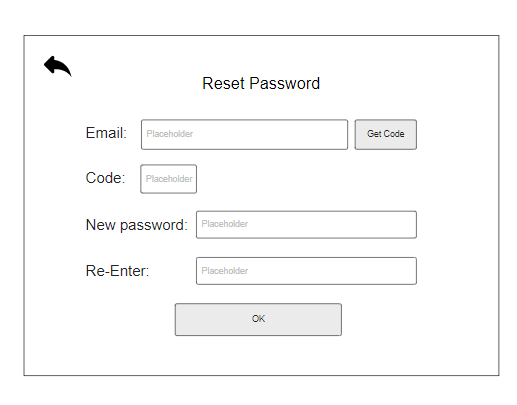 Reset Password
Email: Placeholder Get Code
Code: Placeholder
New password: Placeholder
Re-Enter: Placeholder
OK